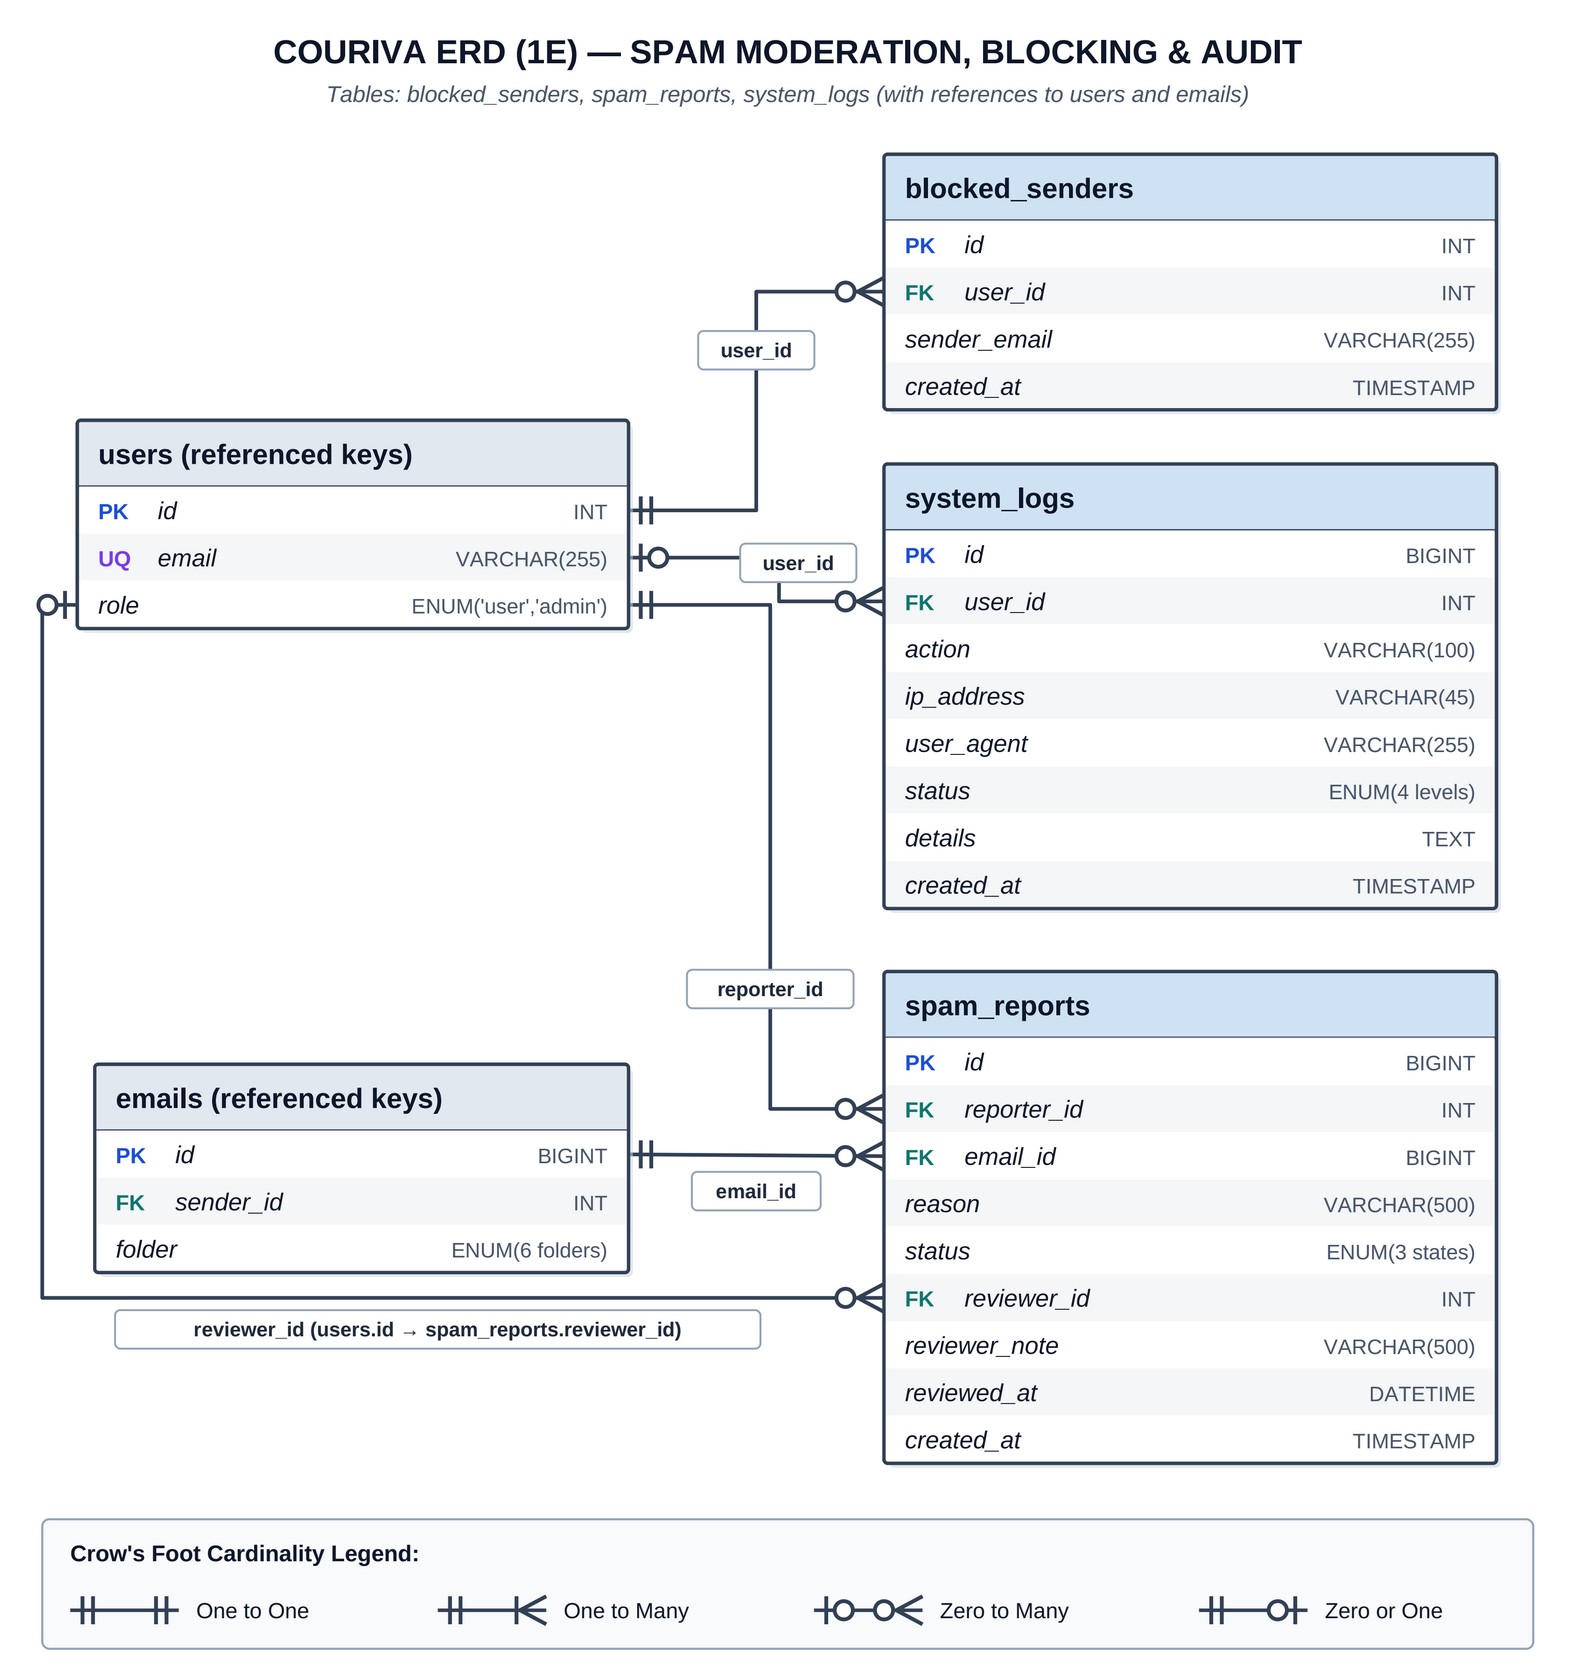 COURIVA ERD (1E) — SPAM MODERATION, BLOCKING & AUDIT
Tables: blocked_senders, spam_reports, system_logs (with references to users and emails)
blocked_senders
PK id INT
FK user_id INT
sender_email VARCHAR(255)
created_at TIMESTAMP
user_id
users (referenced keys)
PK id INT
UQ email VARCHAR(255)
role ENUM('user','admin')
user_id
system_logs
PK id BIGINT
FK user_id INT
action VARCHAR(100)
ip_address VARCHAR(45)
user_agent VARCHAR(255)
status ENUM(4 levels)
details TEXT
created_at TIMESTAMP
reporter_id
spam_reports
PK id BIGINT
FK reporter_id INT
FK email_id BIGINT
reason VARCHAR(500)
status ENUM(3 states)
FK reviewer_id INT
reviewer_note VARCHAR(500)
reviewed_at DATETIME
created_at TIMESTAMP
emails (referenced keys)
PK id BIGINT
FK sender_id INT
folder ENUM(6 folders)
email_id
reviewer_id (users.id → spam_reports.reviewer_id)
Crow's Foot Cardinality Legend:
One to One
One to Many
Zero to Many
Zero or One